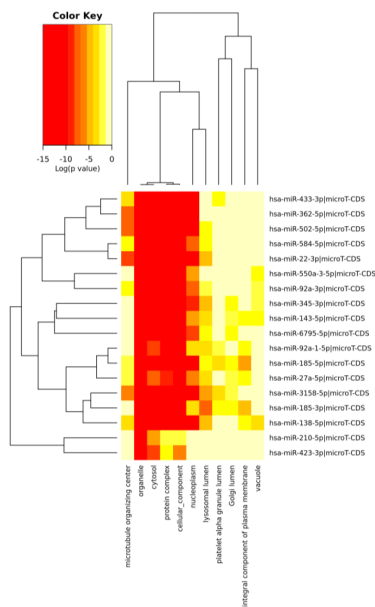 Color Key
-15
-10
-5
0
Log(p value)
hsa-miR-433-3p|microT-CDS
hsa-miR-362-5p|microT-CDS
hsa-miR-502-5p|microT-CDS
hsa-miR-584-5p|microT-CDS
hsa-miR-22-3p|microT-CDS
hsa-miR-550a-3-5p|microT-CDS
hsa-miR-92a-3p|microT-CDS
hsa-miR-345-3p|microT-CDS
hsa-miR-143-5p|microT-CDS
hsa-miR-6795-5p|microT-CDS
hsa-miR-92a-1-5p|microT-CDS
hsa-miR-185-5p|microT-CDS
hsa-miR-27a-5p|microT-CDS
hsa-miR-3158-5p|microT-CDS
hsa-miR-185-3p|microT-CDS
hsa-miR-138-5p|microT-CDS
hsa-miR-210-5p|microT-CDS
hsa-miR-423-3p|microT-CDS
microtubule organizing center
organelle
cytosol
protein complex
cellular_component
nucleoplasm
lysosomal lumen
platelet alpha granule lumen
Golgi lumen
integral component of plasma membrane
vacuole